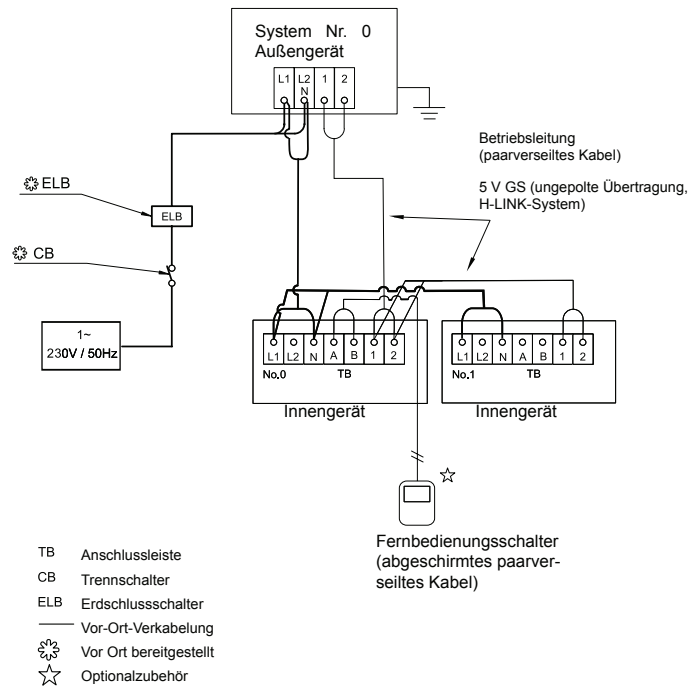 System Nr. 0
Außengerät
L1 L2 1 2
N
Betriebsleitung
(paarverseiltes Kabel)
5 V GS (ungepolte Übertragung,
H-LINK-System)
ELB
ELB
CB
1~
230V / 50Hz
L1 L2 N A B 1 2
No.0 TB
Innengerät
L1 L2 N A B 1 2
No.1 TB
Innengerät
Fernbedienungsschalter
(abgeschirmtes paarver-
seiltes Kabel)
TB Anschlussleiste
CB Trennschalter
ELB Erdschlussschalter
Vor-Ort-Verkabelung
Vor Ort bereitgestellt
Optionalzubehör